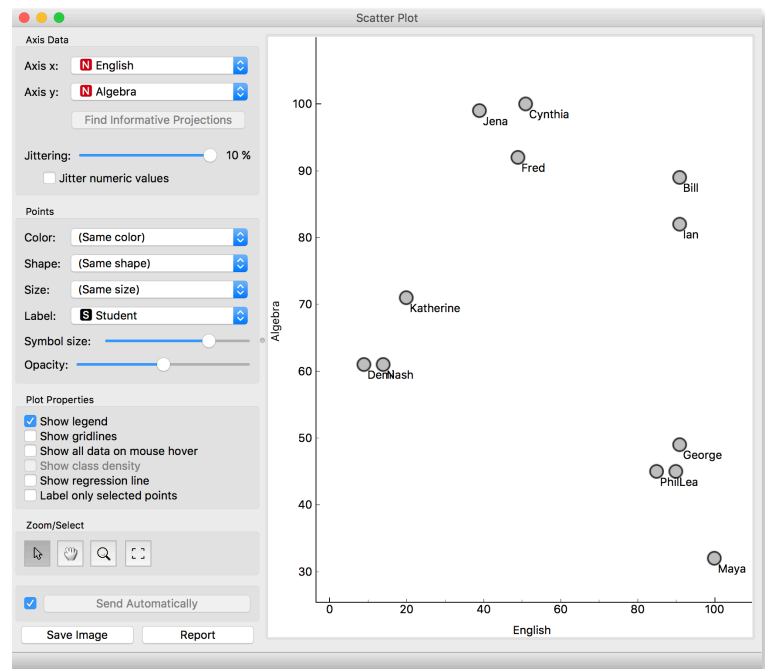 Scatter Plot
Axis Data
Axis x: N English
Axis y: N Algebra
Find Informative Projections
Jittering: 10 %
Jitter numeric values
Points
Color: (Same color)
Shape: (Same shape)
Size: (Same size)
Label: S Student
Symbol size:
Opacity:
Plot Properties
Show legend
Show gridlines
Show all data on mouse hover
Show class density
Show regression line
Label only selected points
Zoom/Select
Send Automatically
Save Image Report
Algebra
100
90
80
70
60
50
40
30
Jena
Cynthia
Fred
Bill
Ian
Katherine
Nash
George
Phil
Lea
Maya
0 20 40 60 80 100
English